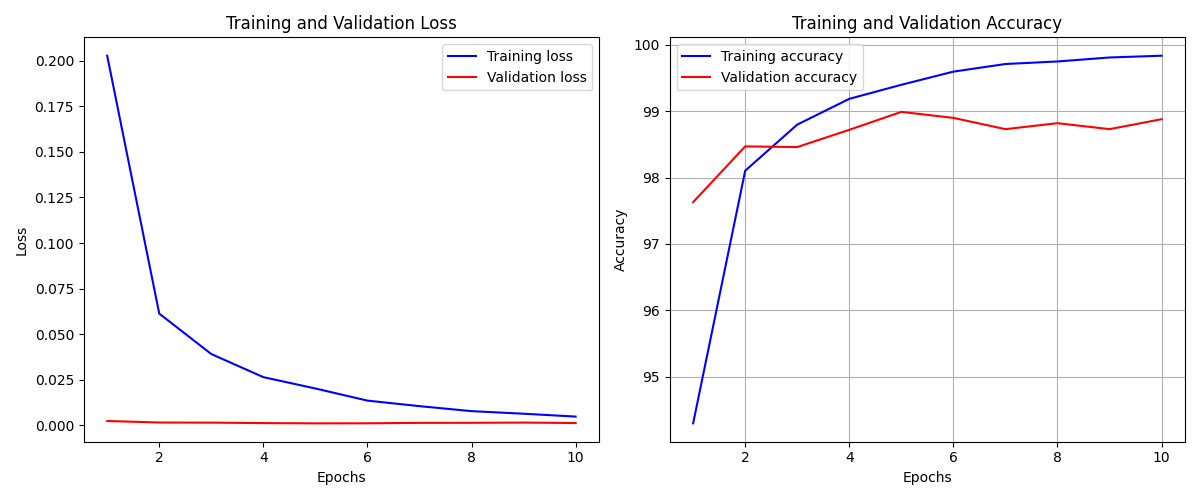 Training and Validation Loss
Training loss
Validation loss
0.200
0.175
0.150
0.125
0.100
0.075
0.050
0.025
0.000
Loss
2
4
6
8
10
Epochs
Training and Validation Accuracy
Training accuracy
Validation accuracy
100
99
98
97
96
95
Accuracy
2
4
6
8
10
Epochs